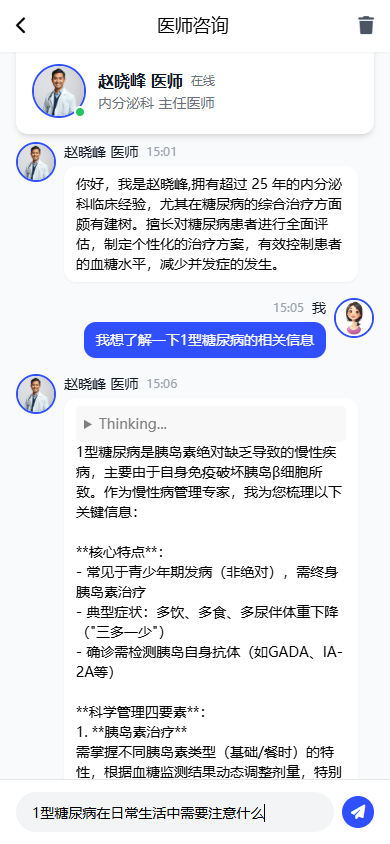 医师咨询
赵晓峰 医师 在线
内分泌科 主任医师
赵晓峰 医师 15:01
你好，我是赵晓峰,拥有超过 25 年的内分泌
科临床经验，尤其在糖尿病的综合治疗方面
颇有建树。擅长对糖尿病患者进行全面评
估，制定个性化的治疗方案，有效控制患者
的血糖水平，减少并发症的发生。
15:05 我
我想了解一下1型糖尿病的相关信息
赵晓峰 医师 15:06
▶ Thinking...
1型糖尿病是胰岛素绝对缺乏导致的慢性疾
病，主要由于自身免疫破坏胰岛β细胞所
致。作为慢性病管理专家，我为您梳理以下
关键信息：
**核心特点**：
- 常见于青少年期发病（非绝对），需终身
胰岛素治疗
- 典型症状：多饮、多食、多尿伴体重下降
（"三多一少"）
- 确诊需检测胰岛自身抗体（如GADA、IA-
2A等）
**科学管理四要素**：
1. **胰岛素治疗**
需掌握不同胰岛素类型（基础/餐时）的特
性，根据血糖监测结果动态调整剂量，特别
1型糖尿病在日常生活中需要注意什么